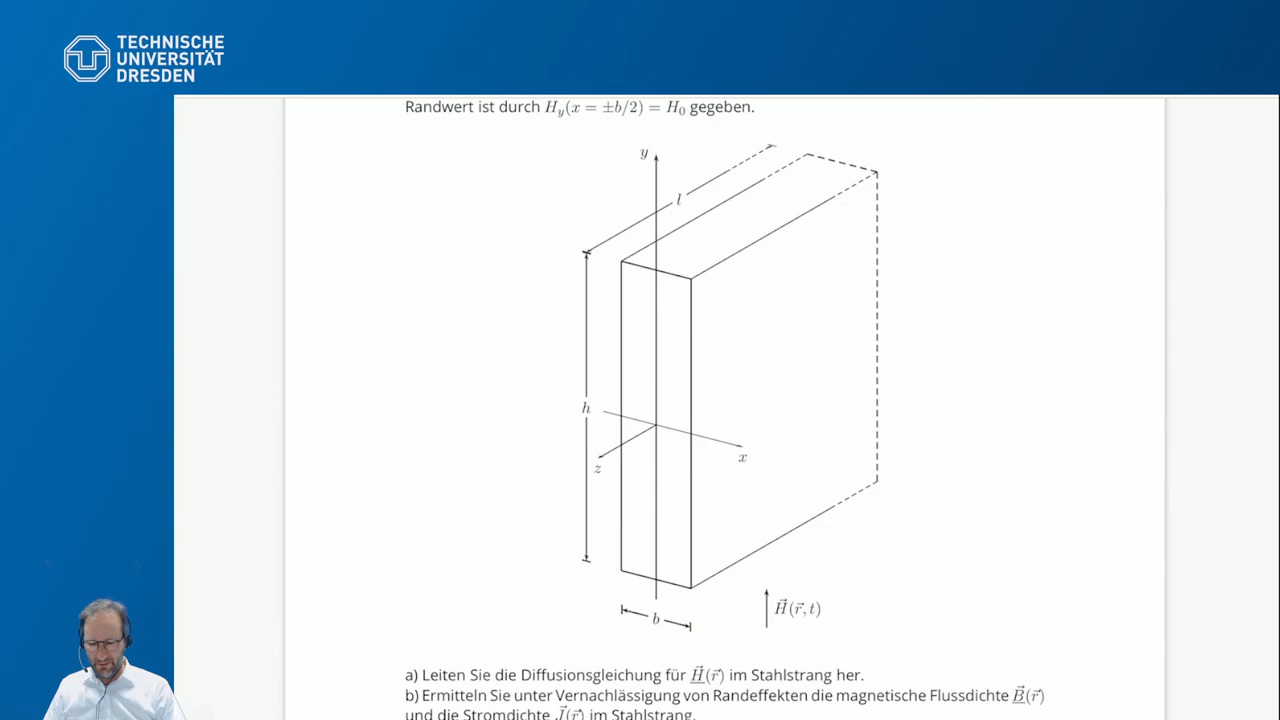 TECHNISCHE
UNIVERSITÄT
DRESDEN
Randwert ist durch H_y(x = ±b/2) = H_0 gegeben.
y
l
h
x
z
b
H⃗(r⃗, t)
a) Leiten Sie die Diffusionsgleichung für H̲⃗(r⃗) im Stahlstrang her.
b) Ermitteln Sie unter Vernachlässigung von Randeffekten die magnetische Flussdichte B̲⃗(r⃗)
und die Stromdichte J̲⃗(r⃗) im Stahlstrang.